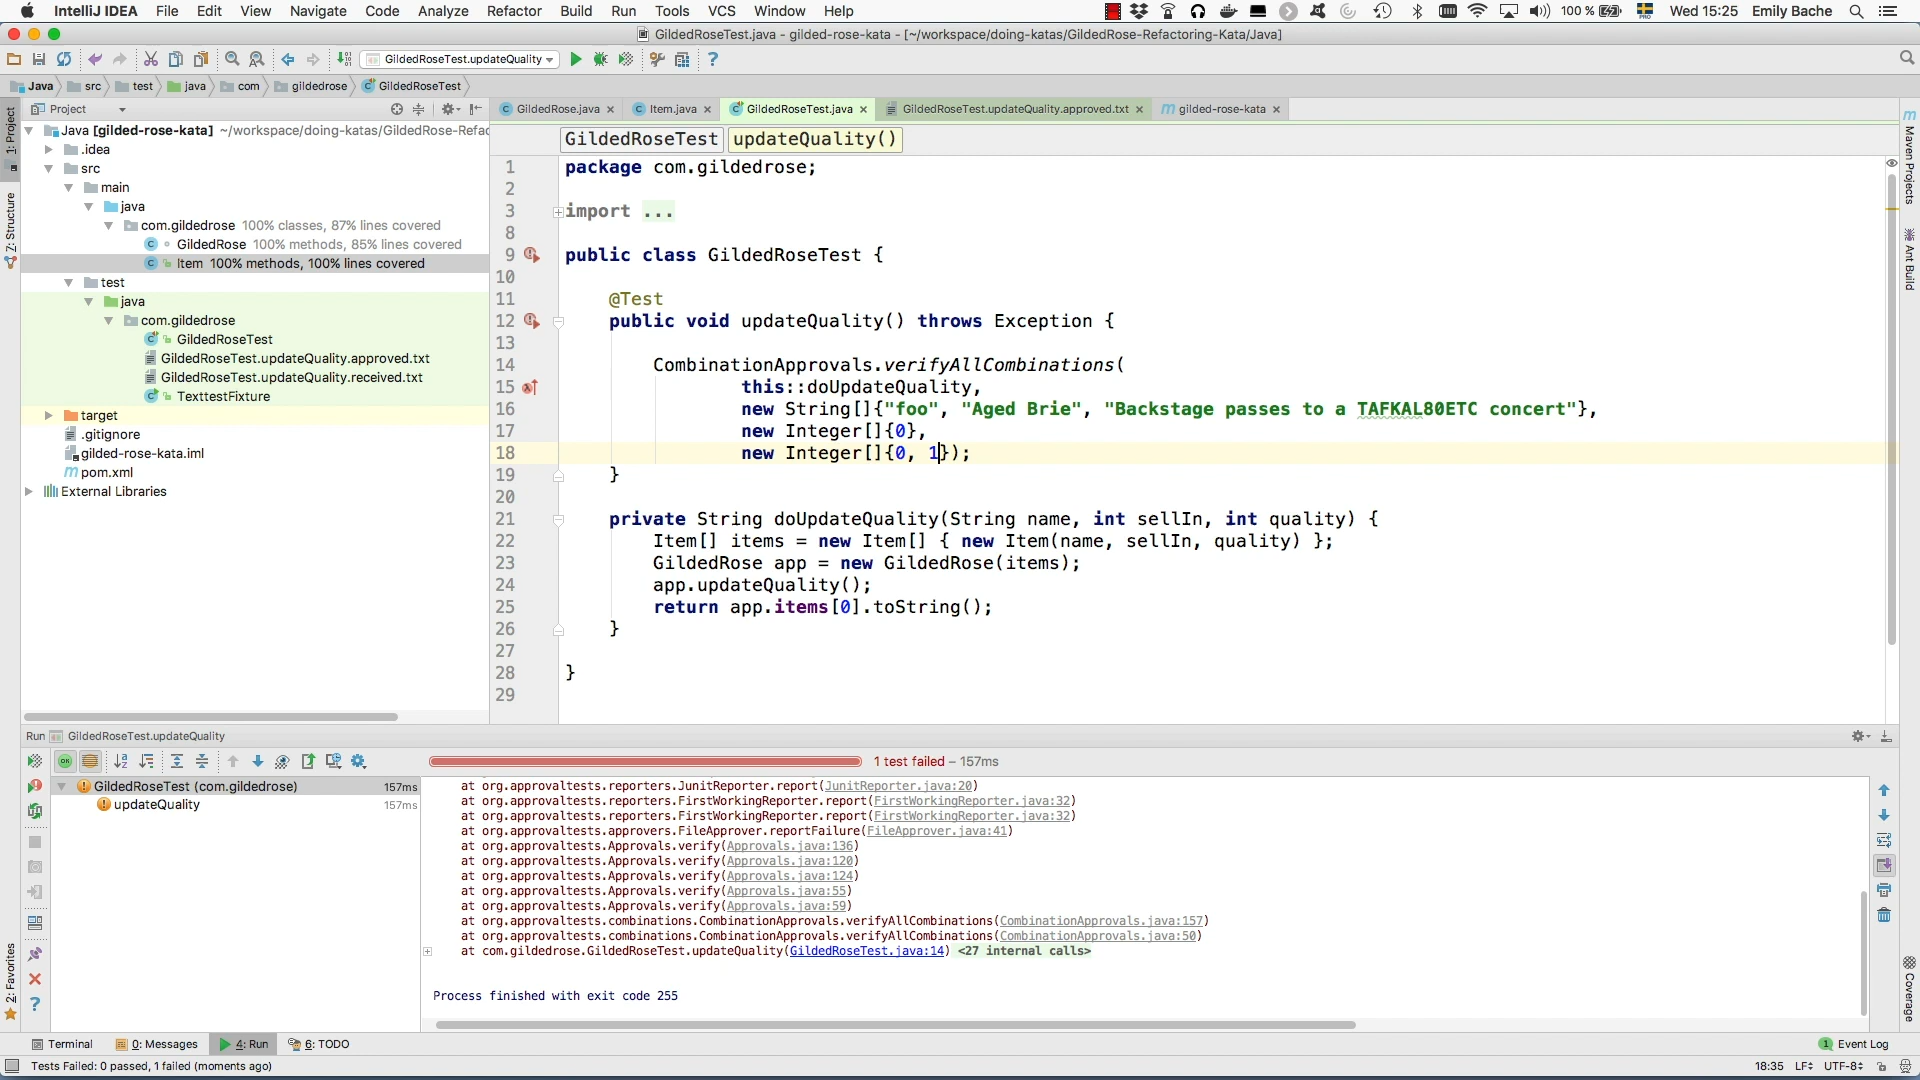 IntelliJ IDEA File Edit View Navigate Code Analyze Refactor Build Run Tools VCS Window Help 100 % Wed 15:25 Emily Bache
GildedRoseTest.java - gilded-rose-kata - [~/workspace/doing-katas/GildedRose-Refactoring-Kata/Java]
GildedRoseTest.updateQuality
Java src test java com gildedrose GildedRoseTest
Project
GildedRose.java Item.java GildedRoseTest.java GildedRoseTest.updateQuality.approved.txt gilded-rose-kata
GildedRoseTest updateQuality()
1: Project
Z: Structure
2: Favorites
Java [gilded-rose-kata] ~/workspace/doing-katas/GildedRose-Refac
.idea
src
main
java
com.gildedrose 100% classes, 87% lines covered
GildedRose 100% methods, 85% lines covered
Item 100% methods, 100% lines covered
test
java
com.gildedrose
GildedRoseTest
GildedRoseTest.updateQuality.approved.txt
GildedRoseTest.updateQuality.received.txt
TexttestFixture
target
.gitignore
gilded-rose-kata.iml
pom.xml
External Libraries
1 package com.gildedrose;
2
3 import ...
8
9 public class GildedRoseTest {
10
11 @Test
12 public void updateQuality() throws Exception {
13
14 CombinationApprovals.verifyAllCombinations(
15 this::doUpdateQuality,
16 new String[]{"foo", "Aged Brie", "Backstage passes to a TAFKAL80ETC concert"},
17 new Integer[]{0},
18 new Integer[]{0, 1});
19 }
20
21 private String doUpdateQuality(String name, int sellIn, int quality) {
22 Item[] items = new Item[] { new Item(name, sellIn, quality) };
23 GildedRose app = new GildedRose(items);
24 app.updateQuality();
25 return app.items[0].toString();
26 }
27
28 }
29
Maven Projects
Ant Build
Coverage
Run GildedRoseTest.updateQuality
1 test failed – 157ms
GildedRoseTest (com.gildedrose) 157ms
updateQuality 157ms
at org.approvaltests.reporters.JunitReporter.report(JunitReporter.java:20)
at org.approvaltests.reporters.FirstWorkingReporter.report(FirstWorkingReporter.java:32)
at org.approvaltests.reporters.FirstWorkingReporter.report(FirstWorkingReporter.java:32)
at org.approvaltests.approvers.FileApprover.reportFailure(FileApprover.java:41)
at org.approvaltests.Approvals.verify(Approvals.java:136)
at org.approvaltests.Approvals.verify(Approvals.java:120)
at org.approvaltests.Approvals.verify(Approvals.java:124)
at org.approvaltests.Approvals.verify(Approvals.java:55)
at org.approvaltests.Approvals.verify(Approvals.java:59)
at org.approvaltests.combinations.CombinationApprovals.verifyAllCombinations(CombinationApprovals.java:157)
at org.approvaltests.combinations.CombinationApprovals.verifyAllCombinations(CombinationApprovals.java:50)
at com.gildedrose.GildedRoseTest.updateQuality(GildedRoseTest.java:14) <27 internal calls>
Process finished with exit code 255
Terminal 0: Messages 4: Run 6: TODO 1 Event Log
Tests Failed: 0 passed, 1 failed (moments ago) 18:35 LF UTF-8